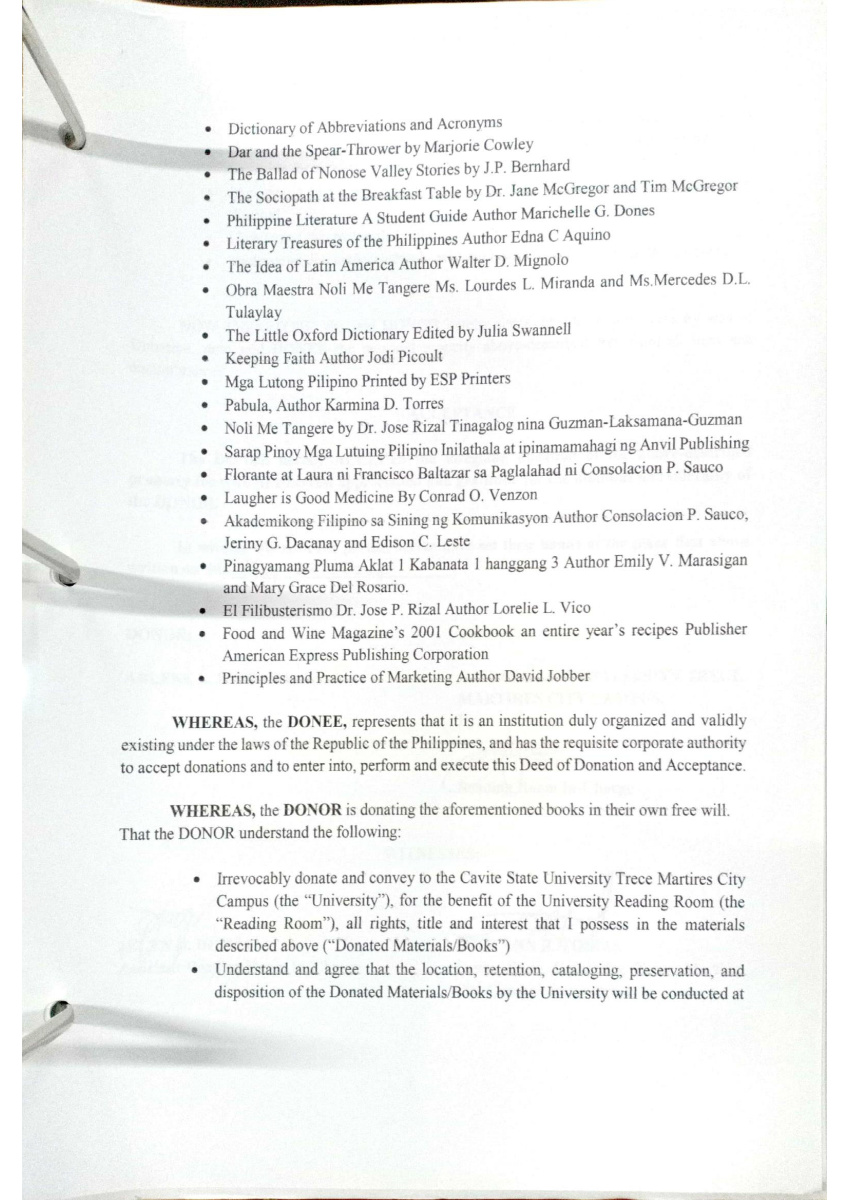 • Dictionary of Abbreviations and Acronyms
• Dar and the Spear-Thrower by Marjorie Cowley
• The Ballad of Nonose Valley Stories by J.P. Bernhard
• The Sociopath at the Breakfast Table by Dr. Jane McGregor and Tim McGregor
• Philippine Literature A Student Guide Author Marichelle G. Dones
• Literary Treasures of the Philippines Author Edna C Aquino
• The Idea of Latin America Author Walter D. Mignolo
• Obra Maestra Noli Me Tangere Ms. Lourdes L. Miranda and Ms.Mercedes D.L.
Tulaylay
• The Little Oxford Dictionary Edited by Julia Swannell
• Keeping Faith Author Jodi Picoult
• Mga Lutong Pilipino Printed by ESP Printers
• Pabula, Author Karmina D. Torres
• Noli Me Tangere by Dr. Jose Rizal Tinagalog nina Guzman-Laksamana-Guzman
• Sarap Pinoy Mga Lutuing Pilipino Inilathala at ipinamamahagi ng Anvil Publishing
• Florante at Laura ni Francisco Baltazar sa Paglalahad ni Consolacion P. Sauco
• Laugher is Good Medicine By Conrad O. Venzon
• Akademikong Filipino sa Sining ng Komunikasyon Author Consolacion P. Sauco,
Jeriny G. Dacanay and Edison C. Leste
• Pinagyamang Pluma Aklat 1 Kabanata 1 hanggang 3 Author Emily V. Marasigan
and Mary Grace Del Rosario.
• El Filibusterismo Dr. Jose P. Rizal Author Lorelie L. Vico
• Food and Wine Magazine's 2001 Cookbook an entire year's recipes Publisher
American Express Publishing Corporation
• Principles and Practice of Marketing Author David Jobber
WHEREAS, the DONEE, represents that it is an institution duly organized and validly
existing under the laws of the Republic of the Philippines, and has the requisite corporate authority
to accept donations and to enter into, perform and execute this Deed of Donation and Acceptance.
WHEREAS, the DONOR is donating the aforementioned books in their own free will.
That the DONOR understand the following:
• Irrevocably donate and convey to the Cavite State University Trece Martires City
Campus (the “University”), for the benefit of the University Reading Room (the
“Reading Room”), all rights, title and interest that I possess in the materials
described above (“Donated Materials/Books”)
• Understand and agree that the location, retention, cataloging, preservation, and
disposition of the Donated Materials/Books by the University will be conducted at